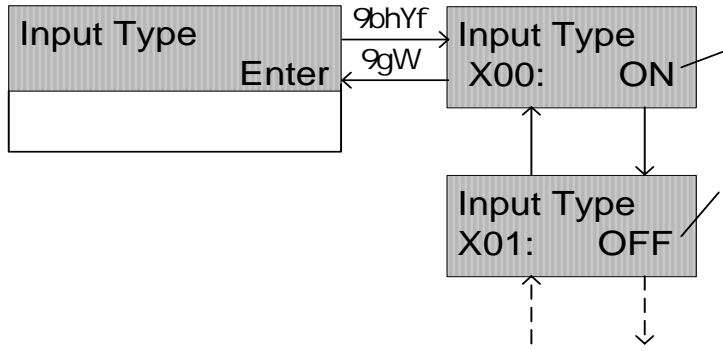 Input Type
Enter
9bhYf
9gW
Input Type
X00: ON
Input Type
X01: OFF